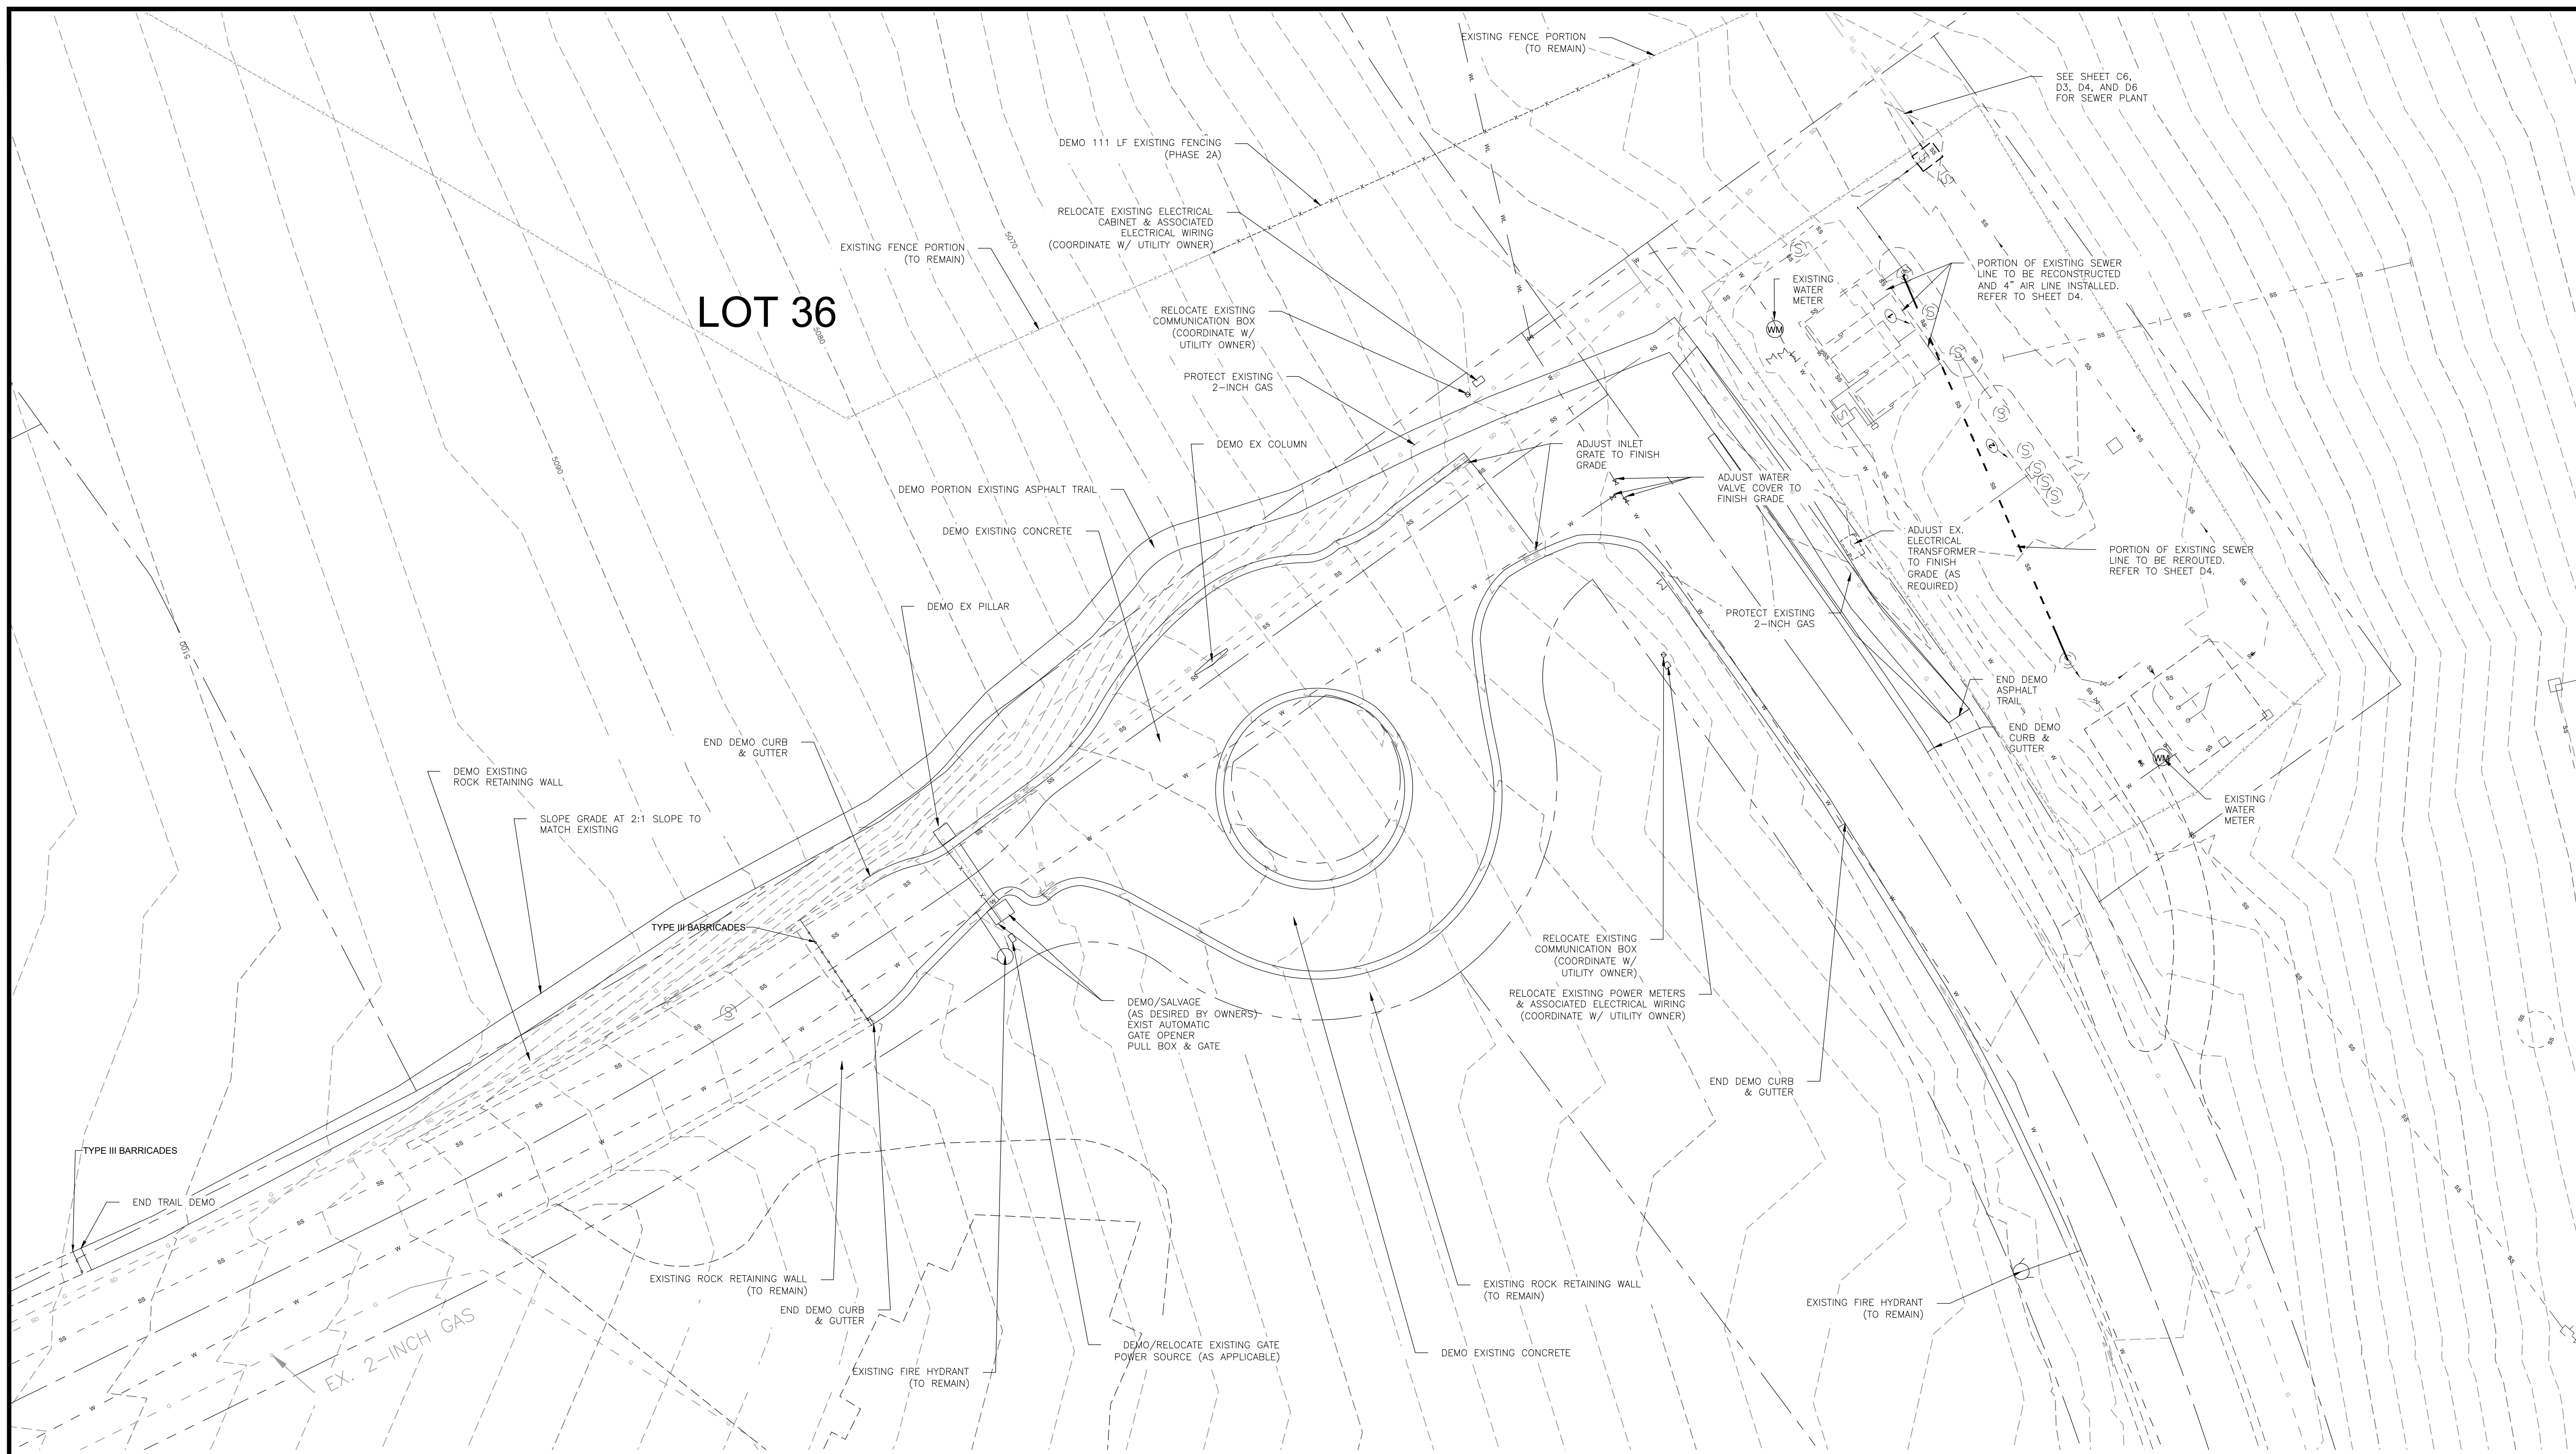 EXISTING FENCE PORTION
(TO REMAIN)
SEE SHEET C6,
D3, D4, AND D6
FOR SEWER PLANT
DEMO 111 LF EXISTING FENCING
(PHASE 2A)
RELOCATE EXISTING ELECTRICAL
CABINET & ASSOCIATED
ELECTRICAL WIRING
(COORDINATE W/ UTILITY OWNER)
EXISTING FENCE PORTION
(TO REMAIN)
5070
PORTION OF EXISTING SEWER
LINE TO BE RECONSTRUCTED
AND 4" AIR LINE INSTALLED.
REFER TO SHEET D4.
EXISTING
WATER
METER
WM
LOT 36
5080
RELOCATE EXISTING
COMMUNICATION BOX
(COORDINATE W/
UTILITY OWNER)
PROTECT EXISTING
2-INCH GAS
DEMO EX COLUMN
ADJUST INLET
GRATE TO FINISH
GRADE
5090
ADJUST WATER
VALVE COVER TO
FINISH GRADE
DEMO PORTION EXISTING ASPHALT TRAIL
DEMO EXISTING CONCRETE
ADJUST EX.
ELECTRICAL
TRANSFORMER
TO FINISH
GRADE (AS
REQUIRED)
PORTION OF EXISTING SEWER
LINE TO BE REROUTED.
REFER TO SHEET D4.
DEMO EX PILLAR
PROTECT EXISTING
2-INCH GAS
5100
END DEMO
ASPHALT
TRAIL
END DEMO
CURB &
GUTTER
END DEMO CURB
& GUTTER
WM
DEMO EXISTING
ROCK RETAINING WALL
EXISTING
WATER
METER
SLOPE GRADE AT 2:1 SLOPE TO
MATCH EXISTING
TYPE III BARRICADES
RELOCATE EXISTING
COMMUNICATION BOX
(COORDINATE W/
UTILITY OWNER)
RELOCATE EXISTING POWER METERS
& ASSOCIATED ELECTRICAL WIRING
(COORDINATE W/ UTILITY OWNER)
DEMO/SALVAGE
(AS DESIRED BY OWNERS)
EXIST AUTOMATIC
GATE OPENER
PULL BOX & GATE
END DEMO CURB
& GUTTER
TYPE III BARRICADES
END TRAIL DEMO
EXISTING ROCK RETAINING WALL
(TO REMAIN)
END DEMO CURB
& GUTTER
EXISTING ROCK RETAINING WALL
(TO REMAIN)
EXISTING FIRE HYDRANT
(TO REMAIN)
DEMO/RELOCATE EXISTING GATE
POWER SOURCE (AS APPLICABLE)
DEMO EXISTING CONCRETE
EXISTING FIRE HYDRANT
(TO REMAIN)
EX. 2-INCH GAS